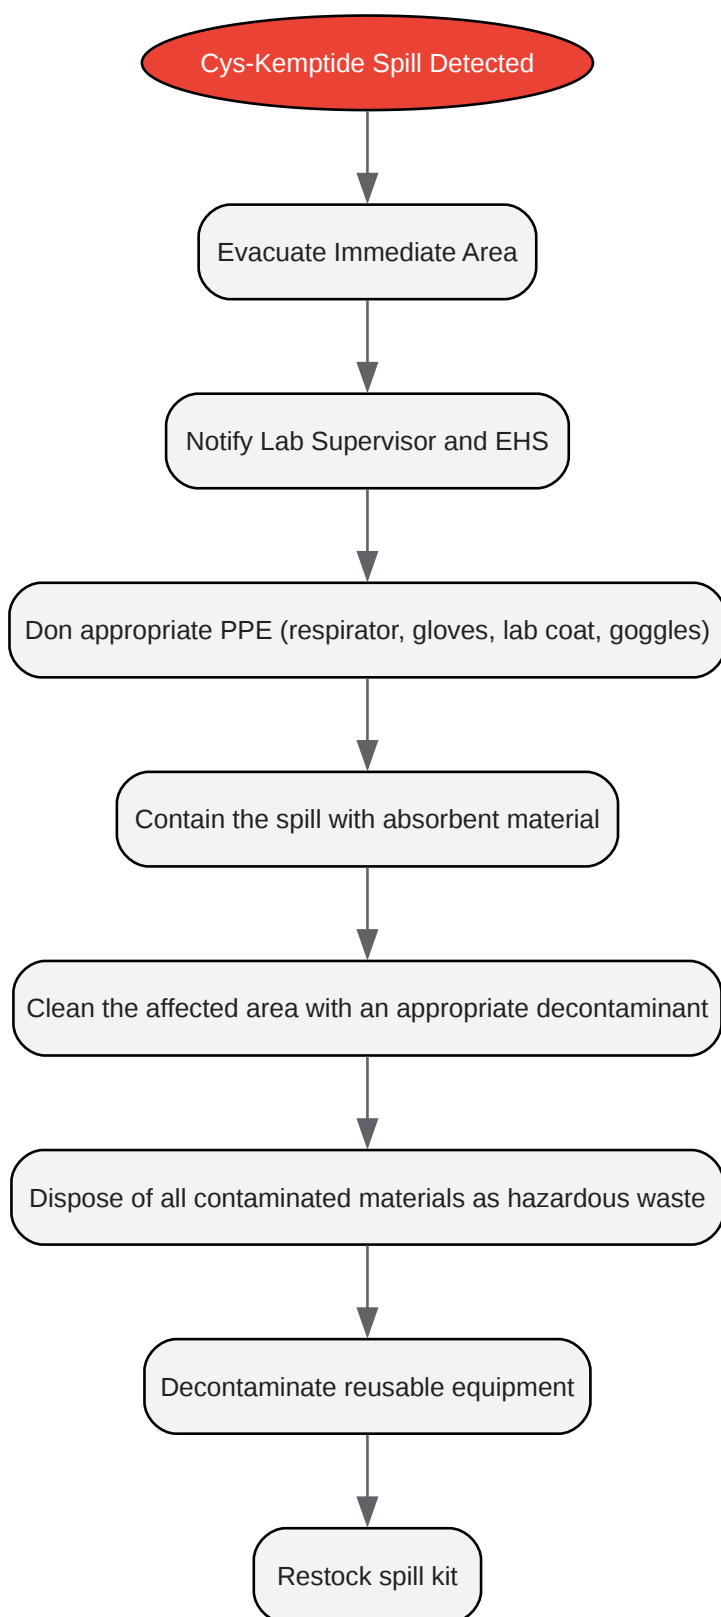 Cys-Kemptide Spill Detected
Evacuate Immediate Area
Notify Lab Supervisor and EHS
Don appropriate PPE (respirator, gloves, lab coat, goggles)
Contain the spill with absorbent material
Clean the affected area with an appropriate decontaminant
Dispose of all contaminated materials as hazardous waste
Decontaminate reusable equipment
Restock spill kit